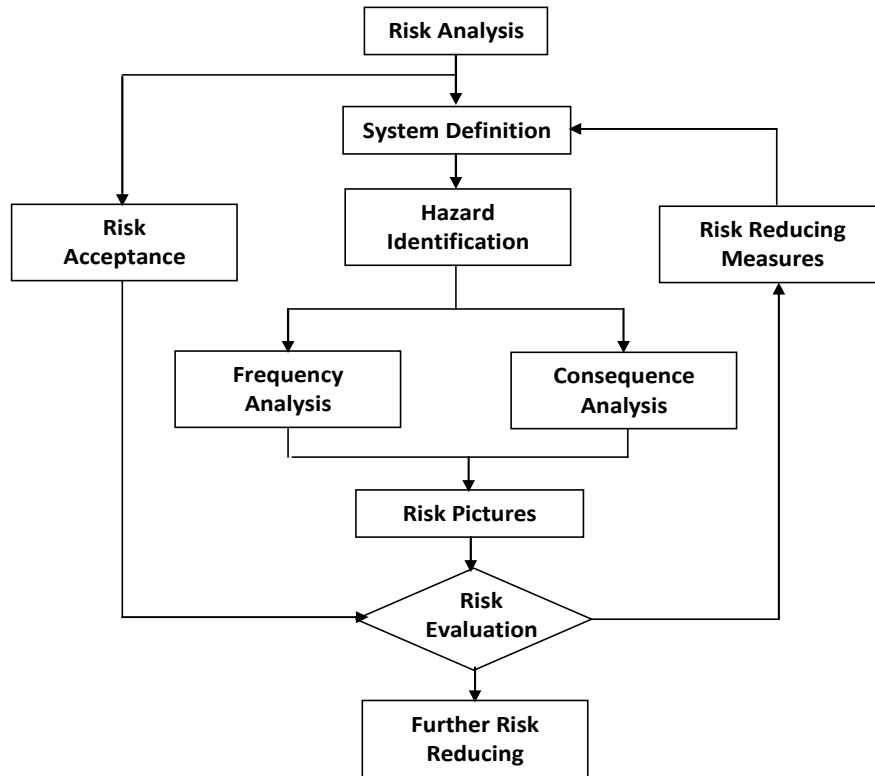 Risk Analysis
System Definition
Hazard
Identification
Risk
Acceptance
Risk Reducing
Measures
Frequency
Analysis
Consequence
Analysis
Risk Pictures
Risk
Evaluation
Further Risk
Reducing